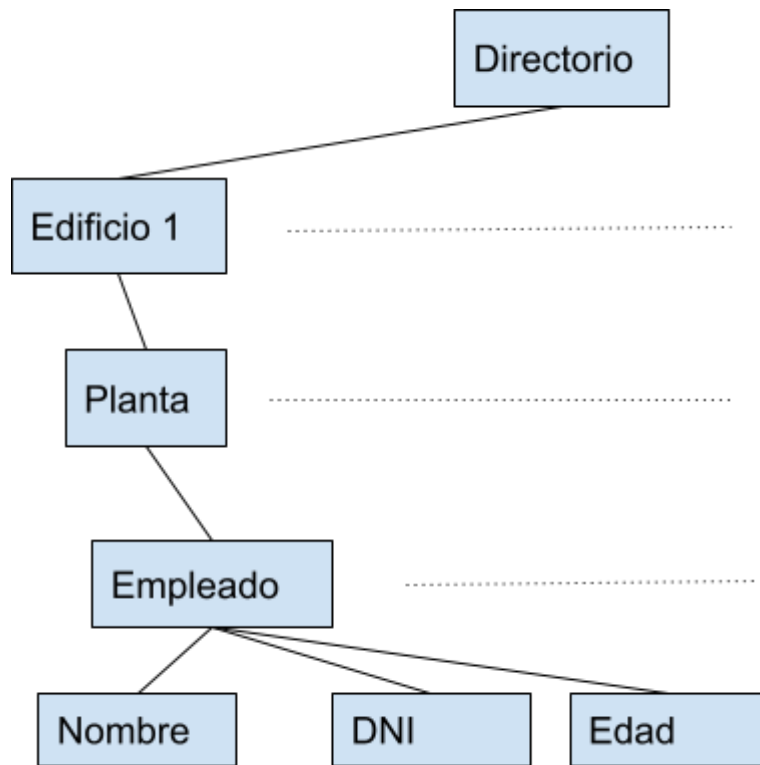 Directorio
Edificio 1
Planta
Empleado
Nombre
DNI
Edad